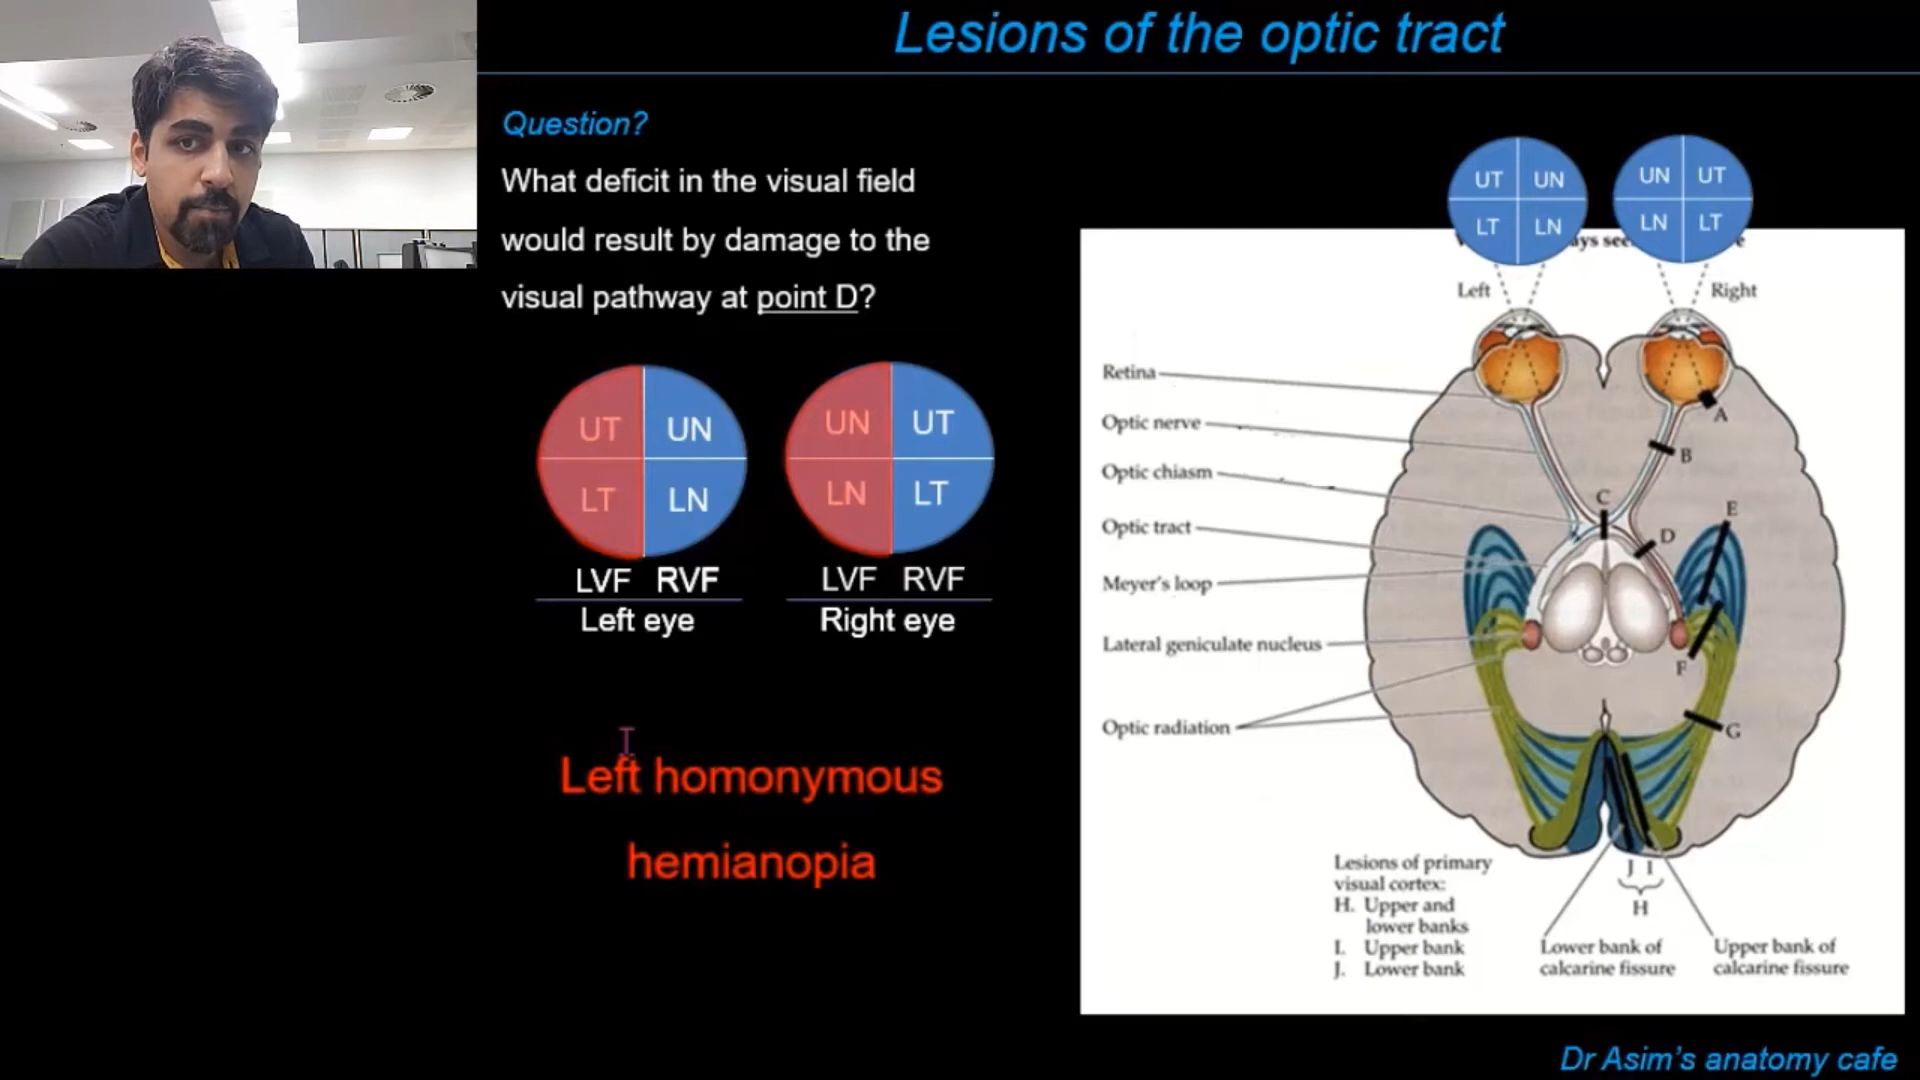 Lesions of the optic tract
Question?
What deficit in the visual field
would result by damage to the
visual pathway at point D?
UT UN
LT LN
UN UT
LN LT
LVF RVF
Left eye
LVF RVF
Right eye
Left homonymous
hemianopia
UT UN
LT LN
UN UT
LN LT
Left
Right
Retina
Optic nerve
Optic chiasm
Optic tract
Meyer's loop
Lateral geniculate nucleus
Optic radiation
A
B
C
D
E
F
G
J I
H
Lesions of primary
visual cortex:
H. Upper and
lower banks
I. Upper bank
J. Lower bank
Lower bank of
calcarine fissure
Upper bank of
calcarine fissure
Dr Asim's anatomy cafe